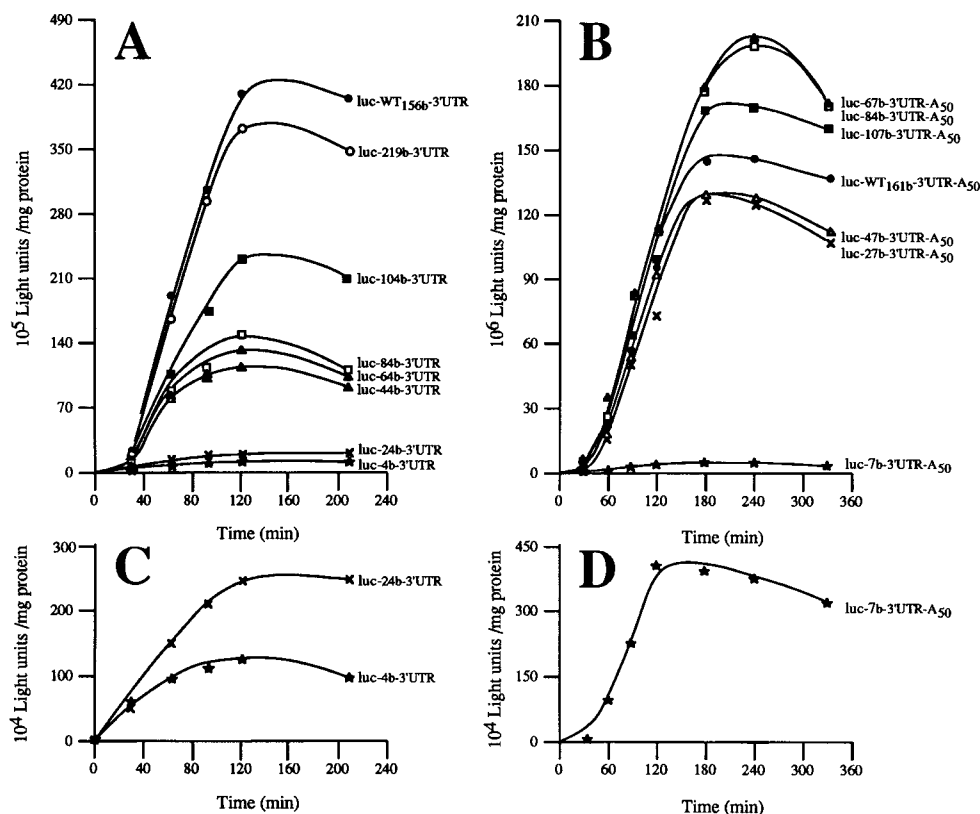 A
10⁵ Light units /mg protein
490
420
350
280
210
140
70
0
0 40 80 120 160 200 240
Time (min)
luc-WT₁₅₆b-3'UTR
luc-219b-3'UTR
luc-104b-3'UTR
luc-84b-3'UTR
luc-64b-3'UTR
luc-44b-3'UTR
luc-24b-3'UTR
luc-4b-3'UTR
B
10⁶ Light units /mg protein
210
180
150
120
90
60
30
0
0 60 120 180 240 300 360
Time (min)
luc-67b-3'UTR-A₅₀
luc-84b-3'UTR-A₅₀
luc-107b-3'UTR-A₅₀
luc-WT₁₆₁b-3'UTR-A₅₀
luc-47b-3'UTR-A₅₀
luc-27b-3'UTR-A₅₀
luc-7b-3'UTR-A₅₀
C
10⁴ Light units /mg protein
300
200
100
0
0 40 80 120 160 200 240
Time (min)
luc-24b-3'UTR
luc-4b-3'UTR
D
10⁴ Light units /mg protein
450
300
150
0
0 60 120 180 240 300 360
Time (min)
luc-7b-3'UTR-A₅₀